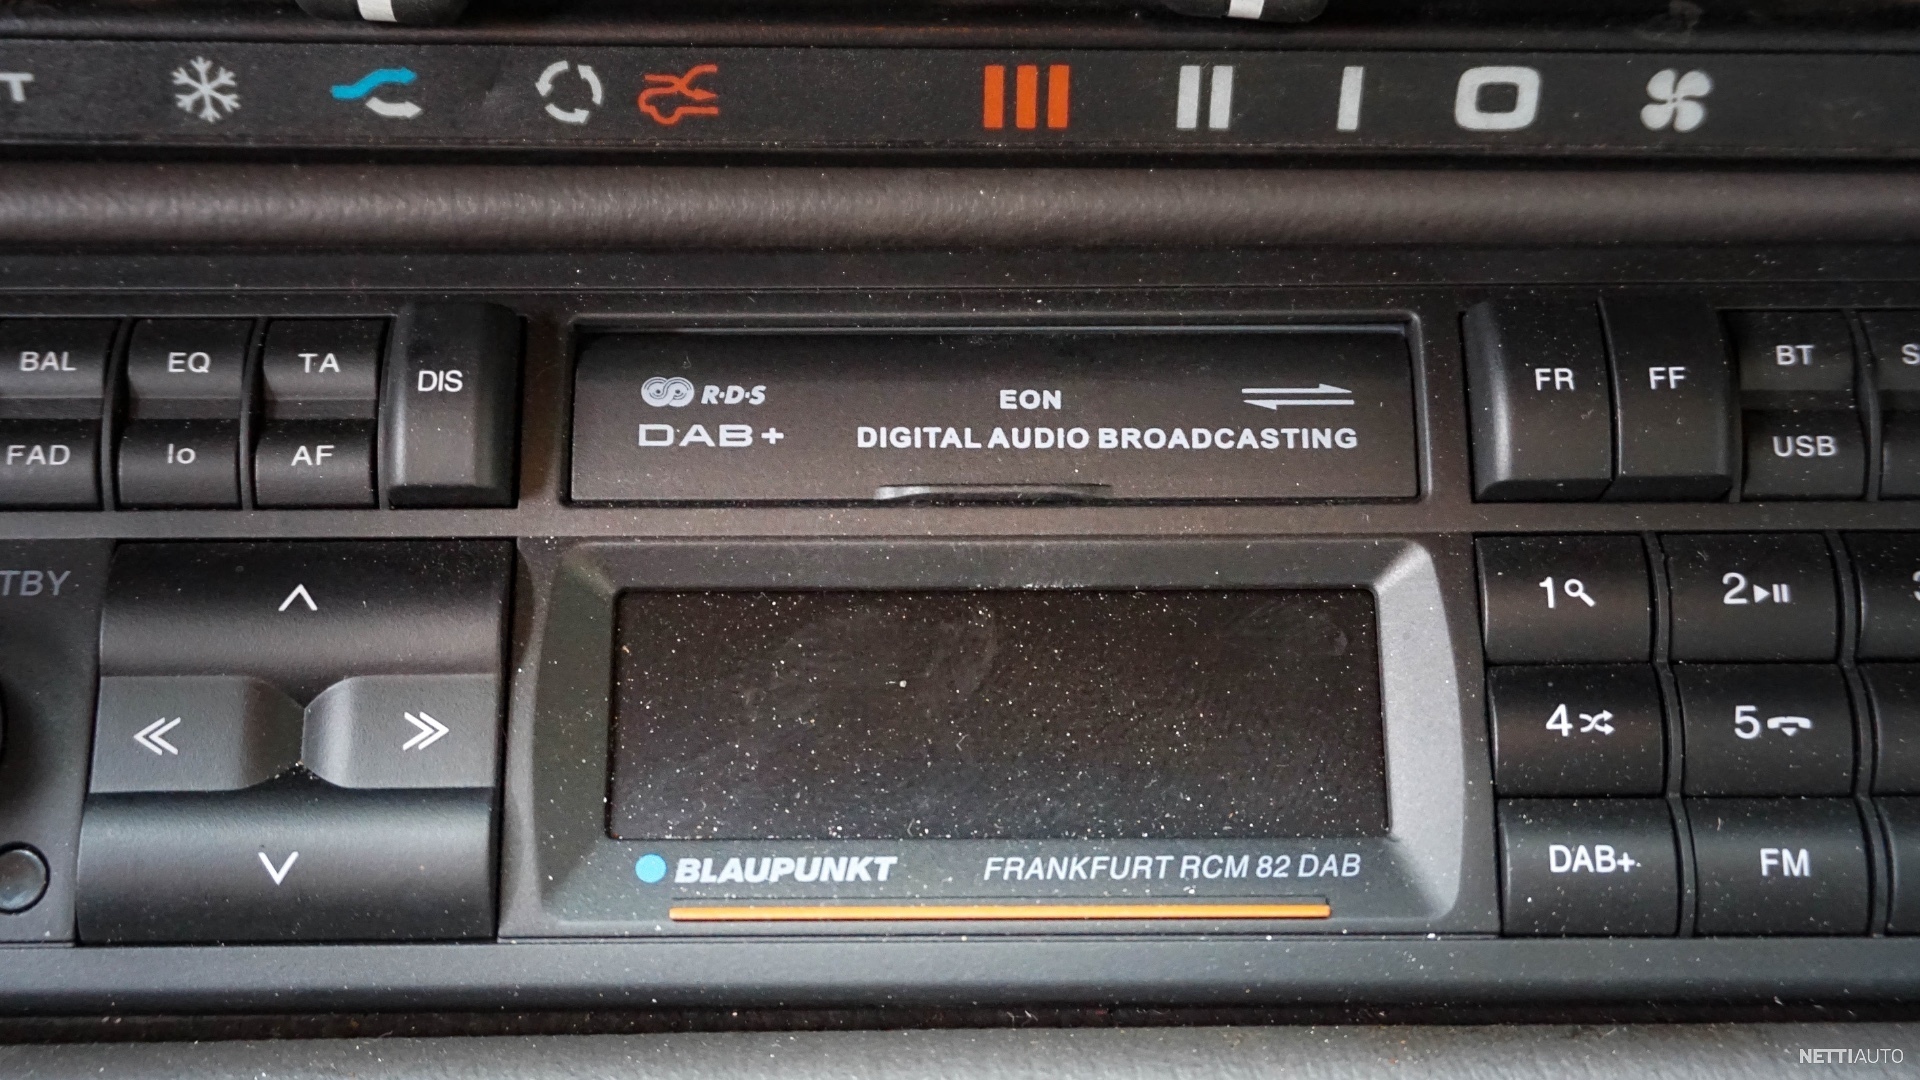 III II I O
BAL EQ TA DIS
FAD lo AF
R·D·S EON
DAB+ DIGITAL AUDIO BROADCASTING
FR FF BT
USB
TBY
1 2
4 5
DAB+ FM
BLAUPUNKT FRANKFURT RCM 82 DAB
NETTIAUTO